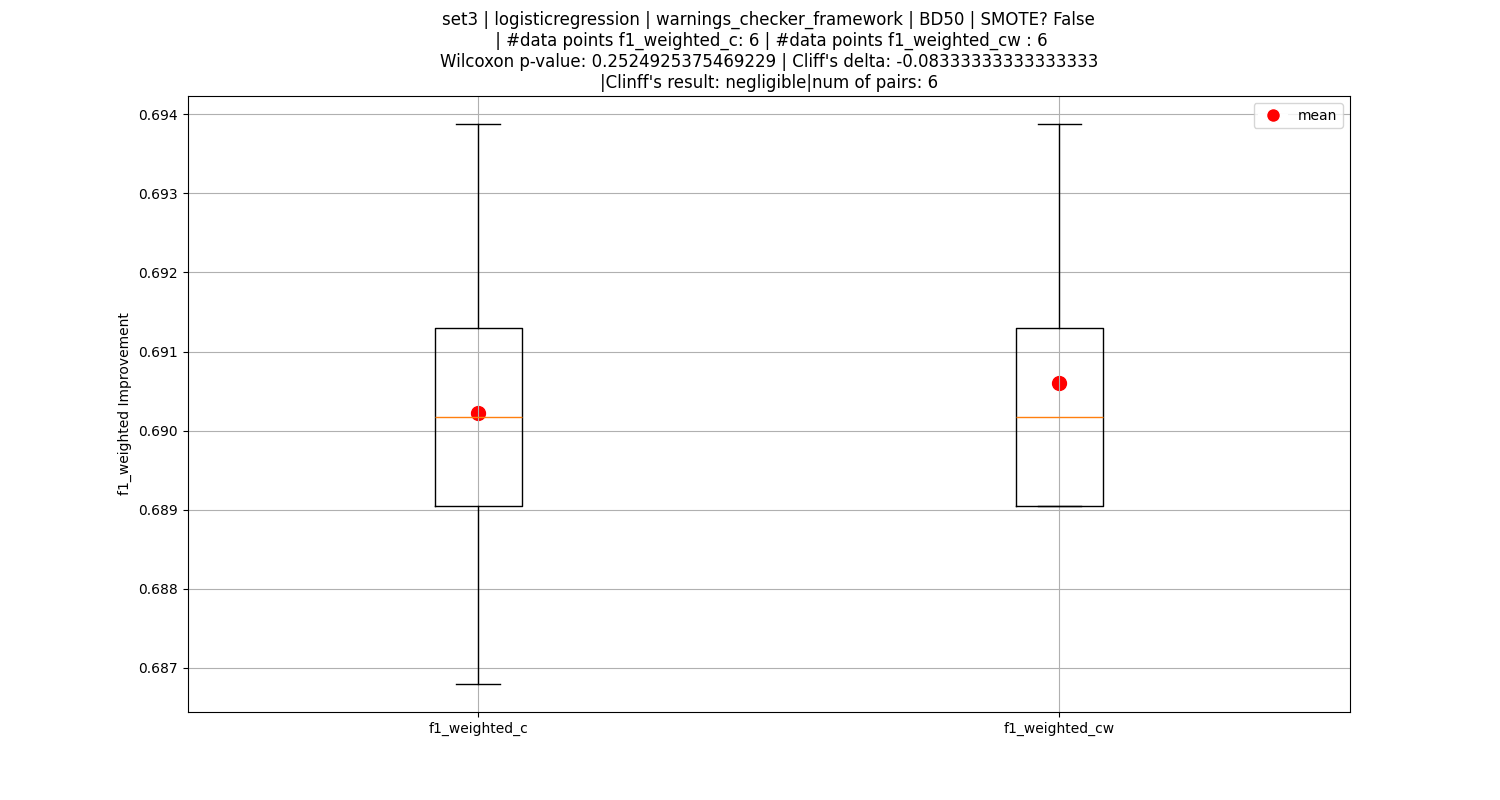 set3 | logisticregression | warnings_checker_framework | BD50 | SMOTE? False
| #data points f1_weighted_c: 6 | #data points f1_weighted_cw : 6
Wilcoxon p-value: 0.2524925375469229 | Cliff's delta: -0.08333333333333333
|Clinff's result: negligible|num of pairs: 6
mean
0.694
0.693
0.692
0.691
0.690
0.689
0.688
0.687
f1_weighted Improvement
f1_weighted_c
f1_weighted_cw